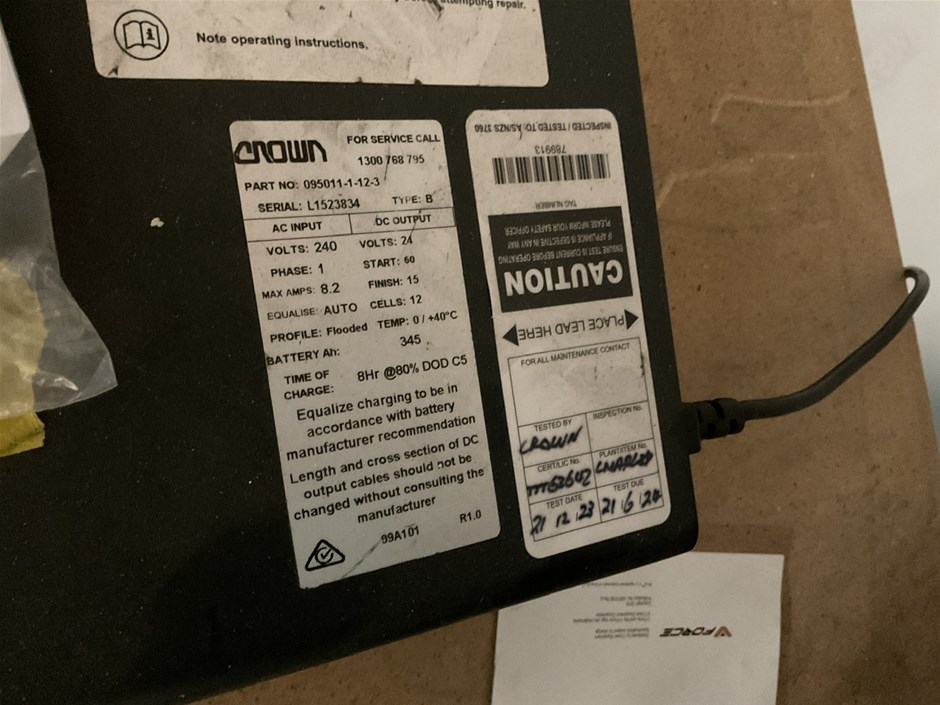 attempting repair.
Note operating instructions.
CROWN
FOR SERVICE CALL
1300 768 795
PART NO: 095011-1-12-3
SERIAL: L1523834 TYPE: B
AC INPUT DC OUTPUT
VOLTS: 240 VOLTS: 24
PHASE: 1 START: 60
MAX AMPS: 8.2 FINISH: 15
EQUALISE: AUTO CELLS: 12
PROFILE: Flooded TEMP: 0 / +40°C
BATTERY Ah: 345
TIME OF CHARGE: 8Hr @80% DOD C5
Equalize charging to be in
accordance with battery
manufacturer recommendation
Length and cross section of DC
output cables should not be
changed without consulting the
manufacturer
99A101 R1.0
INSPECTED / TESTED TO: AS/NZS 3760
789913
TAG NUMBER
CAUTION
ENSURE TEST IS CURRENT BEFORE OPERATING
IF APPLIANCE DEFECTIVE IN ANY WAY
PLEASE INFORM YOUR SAFETY OFFICER
PLACE LEAD HERE
FOR ALL MAINTENANCE CONTACT
TESTED BY INSPECTION No.
CROWN
CERT/LIC No. PLANT/ITEM No.
CHARGER
TEST DATE TEST DUE
21 12 23 21 6 24
VFORCE